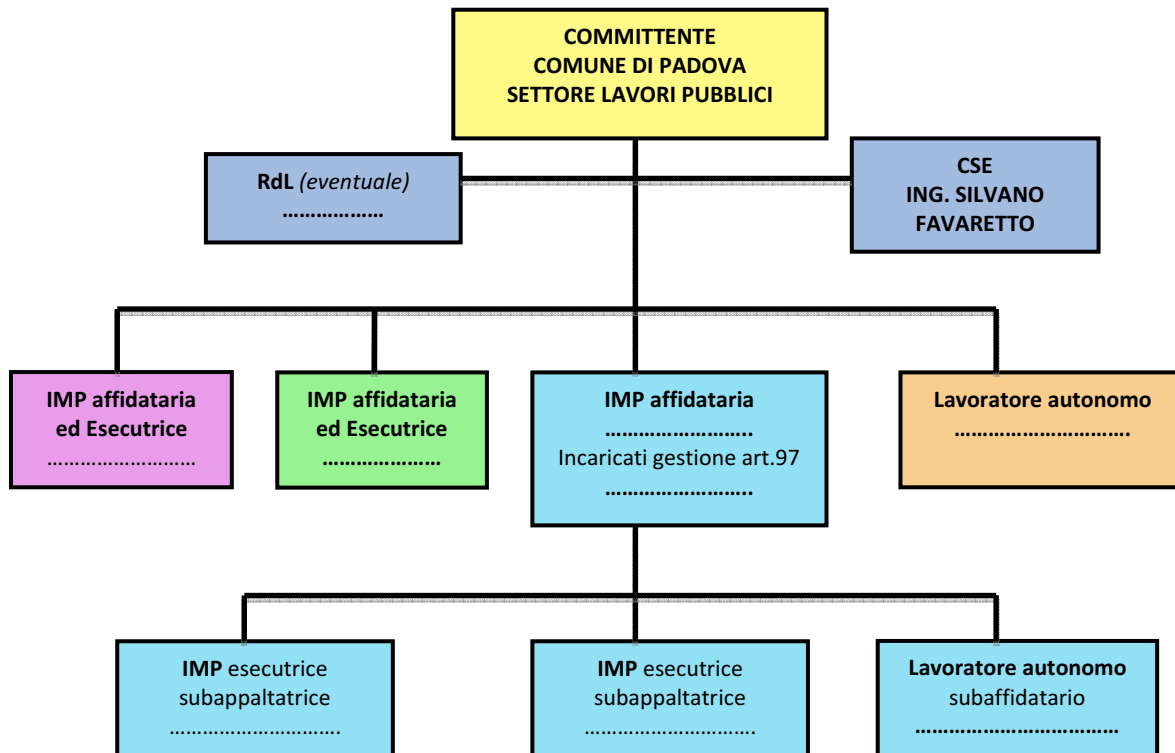 COMMITTENTE
COMUNE DI PADOVA
SETTORE LAVORI PUBBLICI
RdL (eventuale)
………………
CSE
ING. SILVANO
FAVARETTO
IMP affidataria
ed Esecutrice
………………………
IMP affidataria
ed Esecutrice
…………………
IMP affidataria
……………………..
Incaricati gestione art.97
……………………..
Lavoratore autonomo
………………………….
IMP esecutrice
subappaltatrice
………………………….
IMP esecutrice
subappaltatrice
………………………….
Lavoratore autonomo
subaffidatario
………………………………